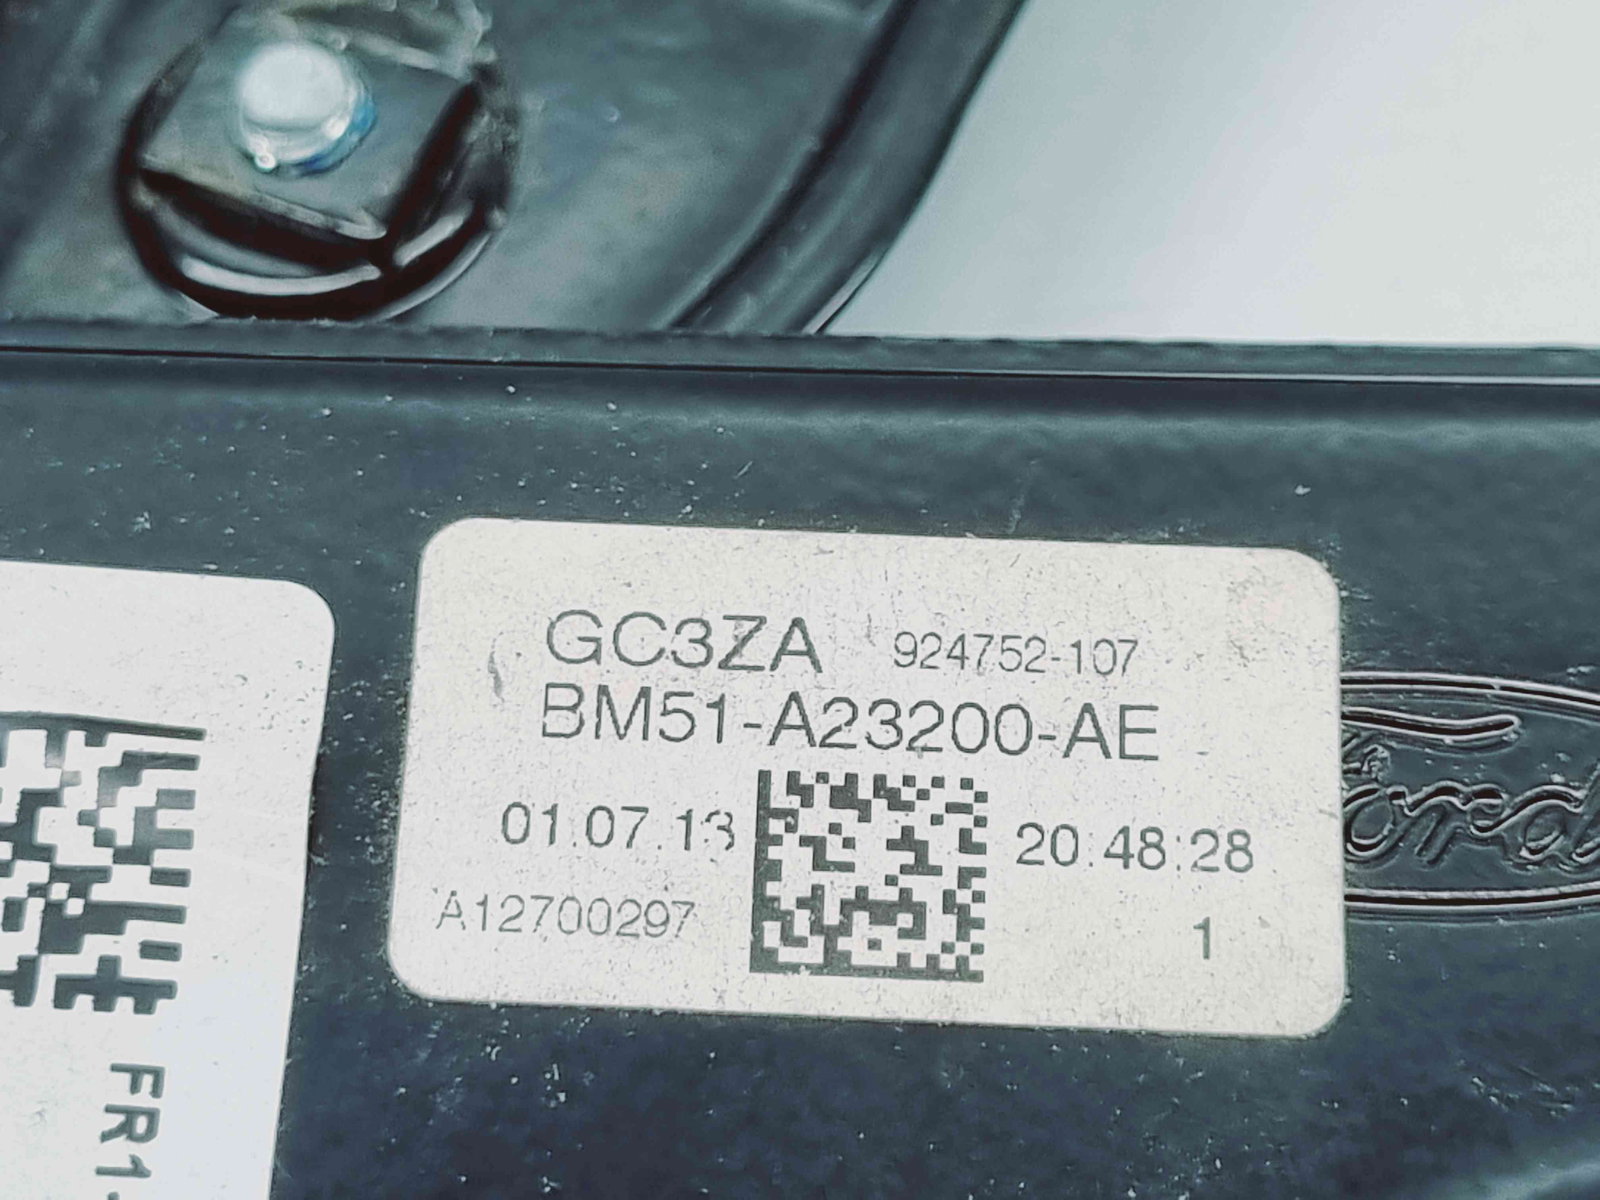 GC3ZA 924752-107
BM51-A23200-AE
01.07.13 20:48:28
A12700297 1
Ford
FR1-